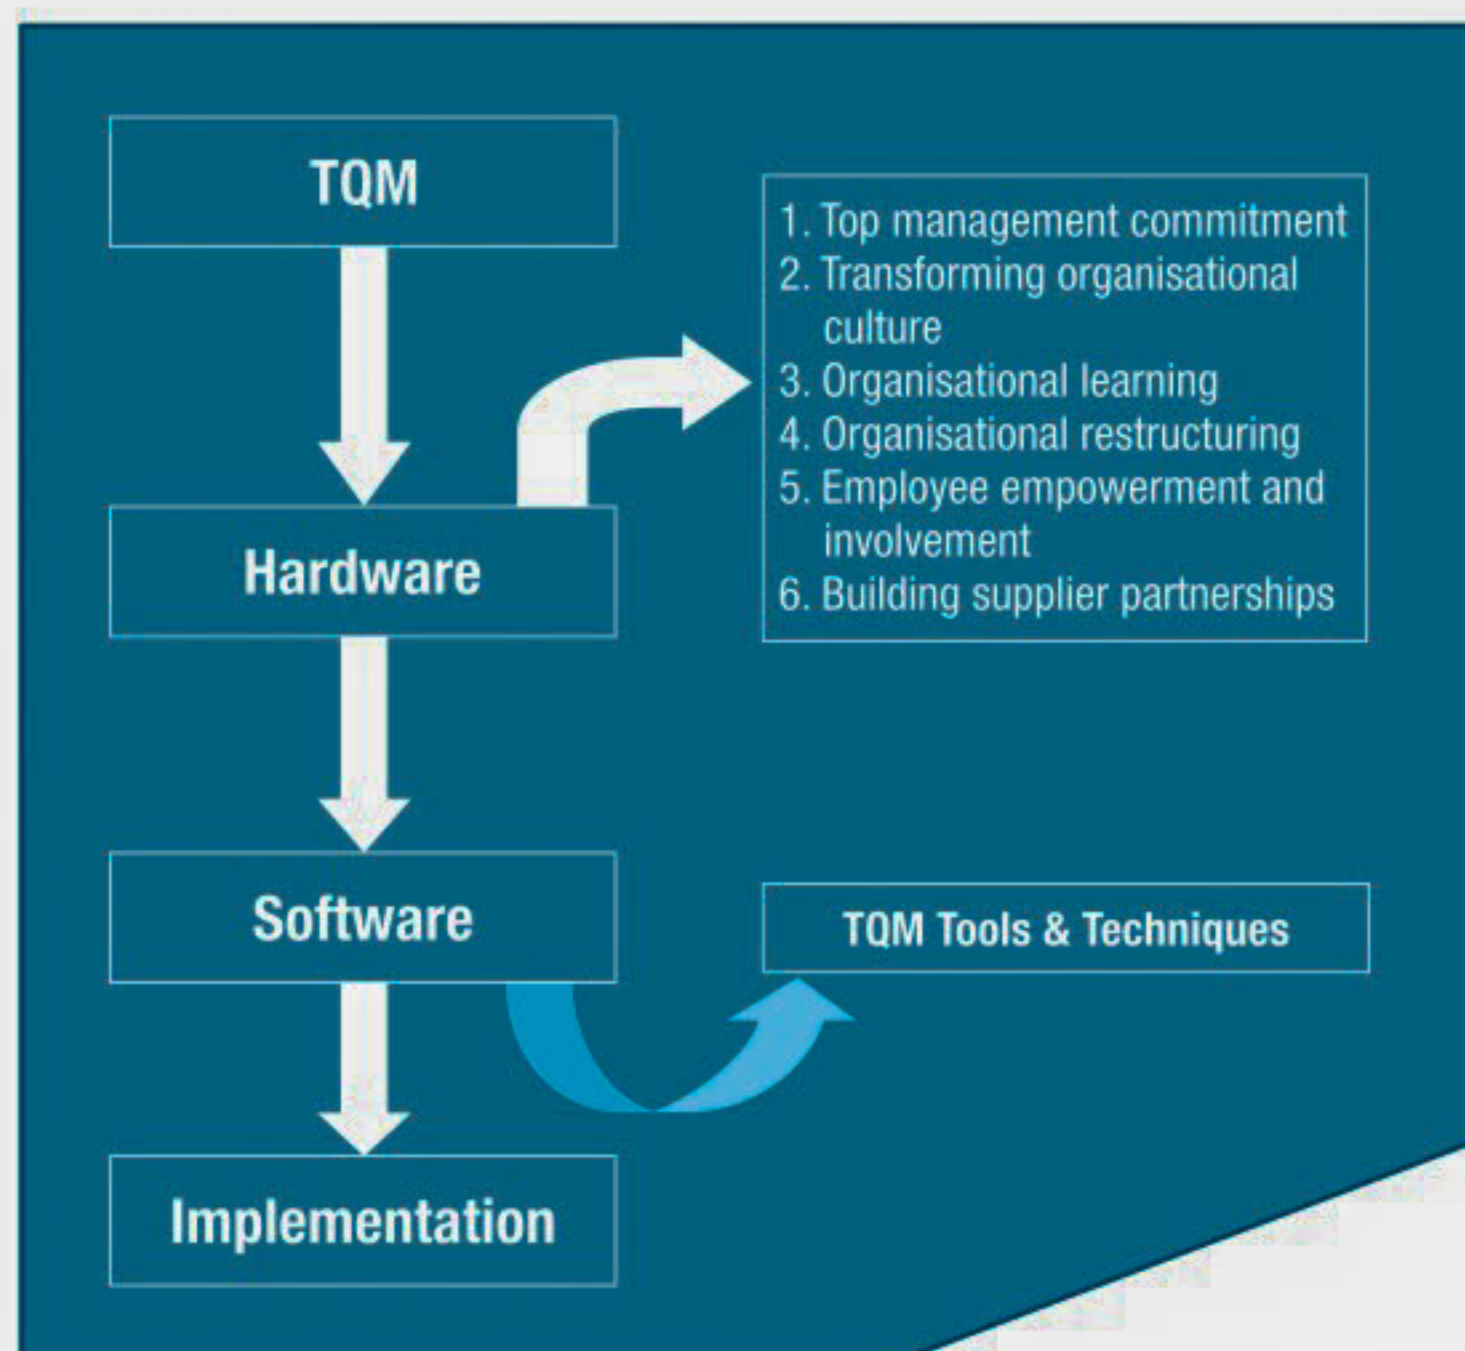 TQM
1. Top management commitment
2. Transforming organisational
culture
3. Organisational learning
4. Organisational restructuring
5. Employee empowerment and
involvement
6. Building supplier partnerships
Hardware
Software
TQM Tools & Techniques
Implementation